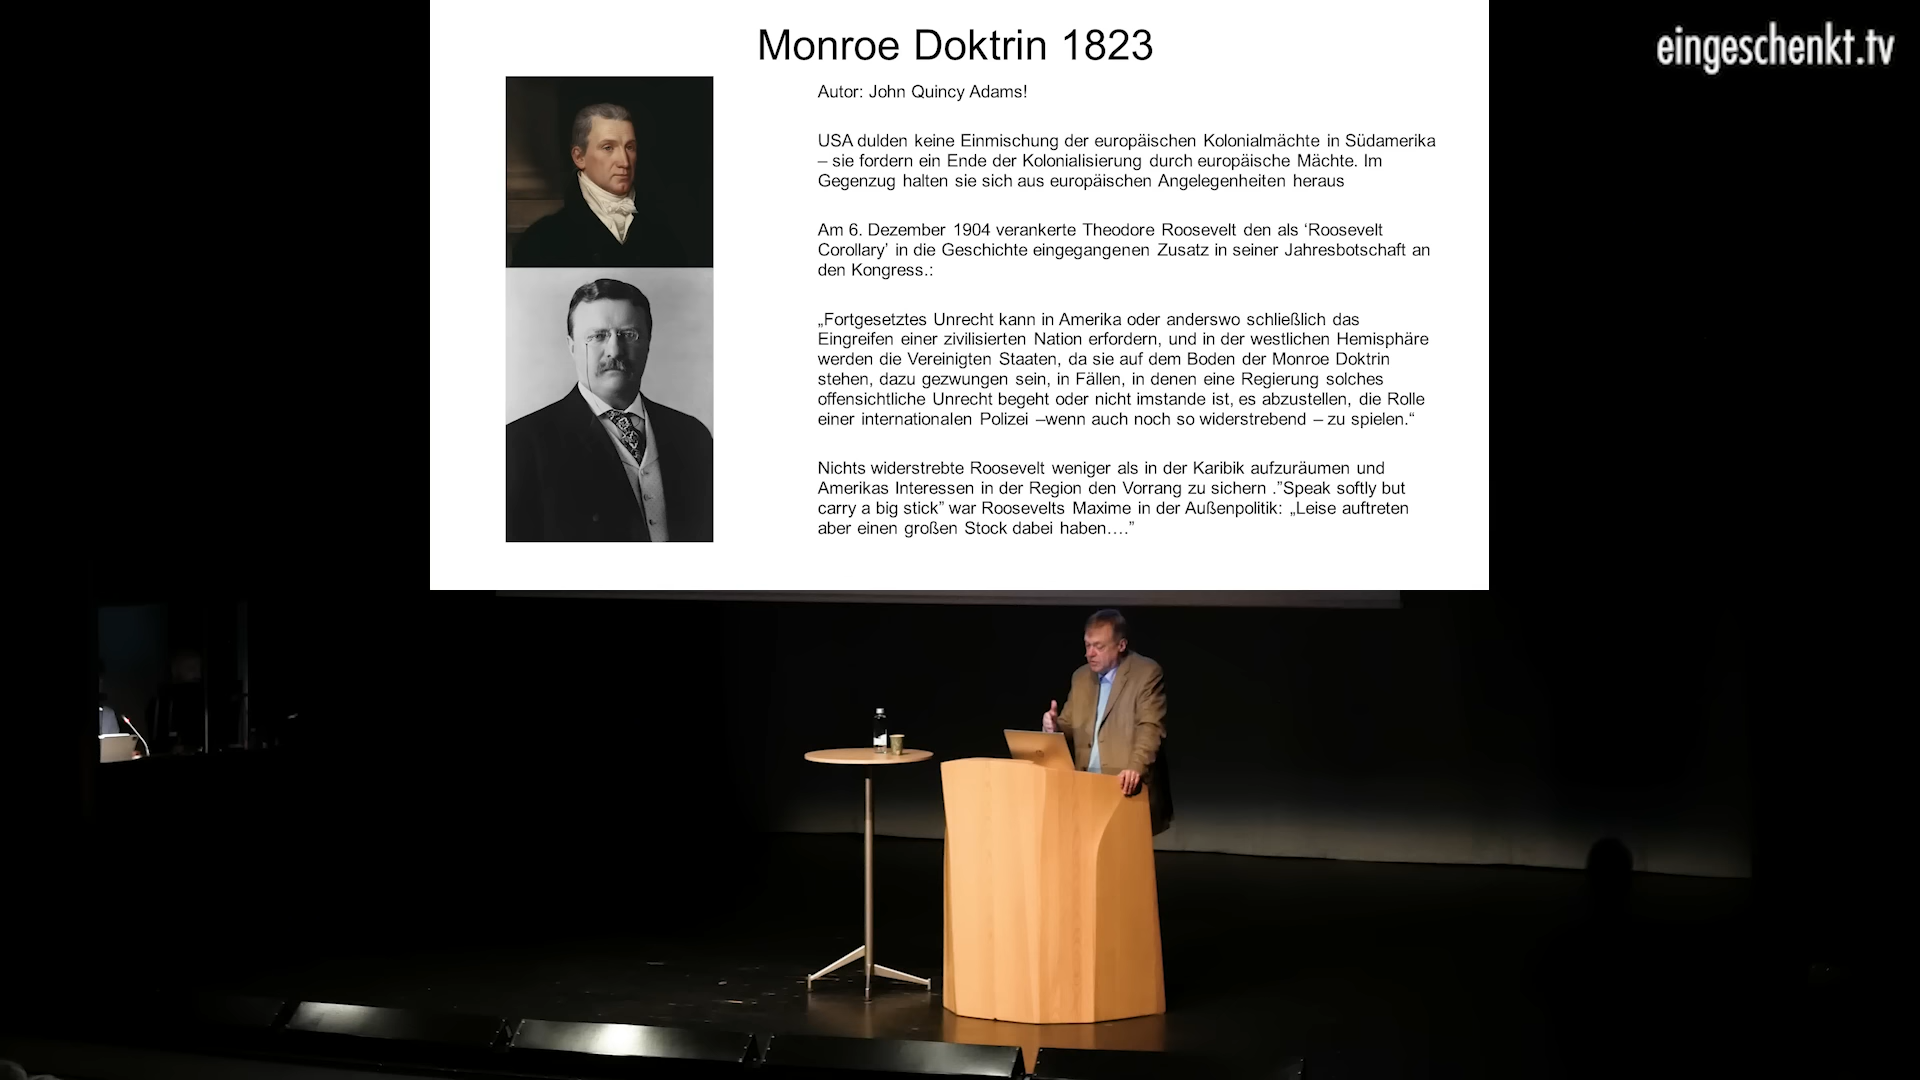 eingeschenkt.tv
Monroe Doktrin 1823
Autor: John Quincy Adams!
USA dulden keine Einmischung der europäischen Kolonialmächte in Südamerika
– sie fordern ein Ende der Kolonialisierung durch europäische Mächte. Im
Gegenzug halten sie sich aus europäischen Angelegenheiten heraus
Am 6. Dezember 1904 verankerte Theodore Roosevelt den als ‘Roosevelt
Corollary’ in die Geschichte eingegangenen Zusatz in seiner Jahresbotschaft an
den Kongress.:
„Fortgesetztes Unrecht kann in Amerika oder anderswo schließlich das
Eingreifen einer zivilisierten Nation erfordern, und in der westlichen Hemisphäre
werden die Vereinigten Staaten, da sie auf dem Boden der Monroe Doktrin
stehen, dazu gezwungen sein, in Fällen, in denen eine Regierung solches
offensichtliche Unrecht begeht oder nicht imstande ist, es abzustellen, die Rolle
einer internationalen Polizei –wenn auch noch so widerstrebend – zu spielen.“
Nichts widerstrebte Roosevelt weniger als in der Karibik aufzuräumen und
Amerikas Interessen in der Region den Vorrang zu sichern .”Speak softly but
carry a big stick” war Roosevelts Maxime in der Außenpolitik: „Leise auftreten
aber einen großen Stock dabei haben….”